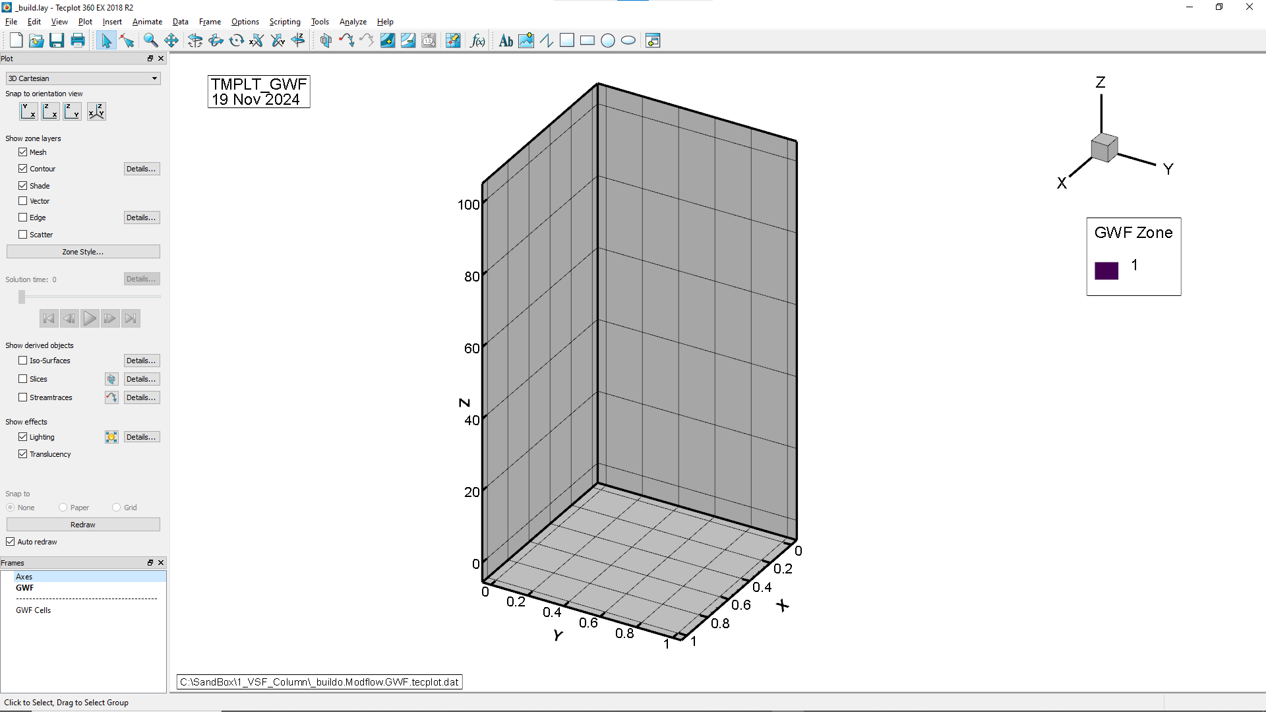 _build.lay - Tecplot 360 EX 2018 R2
File Edit View Plot Insert Animate Data Frame Options Scripting Tools Analyze Help
Plot
3D Cartesian
Snap to orientation view
Y X Z X Z Y X Z Y
Show zone layers
Mesh
Contour Details...
Shade
Vector
Edge Details...
Scatter
Zone Style...
Solution time: 0 Details...
Show derived objects
Iso-Surfaces Details...
Slices Details...
Streamtraces Details...
Show effects
Lighting Details...
Translucency
Snap to
None Paper Grid
Redraw
Auto redraw
Frames
Axes
GWF
GWF Cells
Click to Select, Drag to Select Group
TMPLT_GWF
19 Nov 2024
Z
100
80
60
40
20
0
Y
0 0.2 0.4 0.6 0.8 1
X
0 0.2 0.4 0.6 0.8 1
Z
X
Y
GWF Zone
1
C:\SandBox\1_VSF_Column\_buildo.Modflow.GWF.tecplot.dat